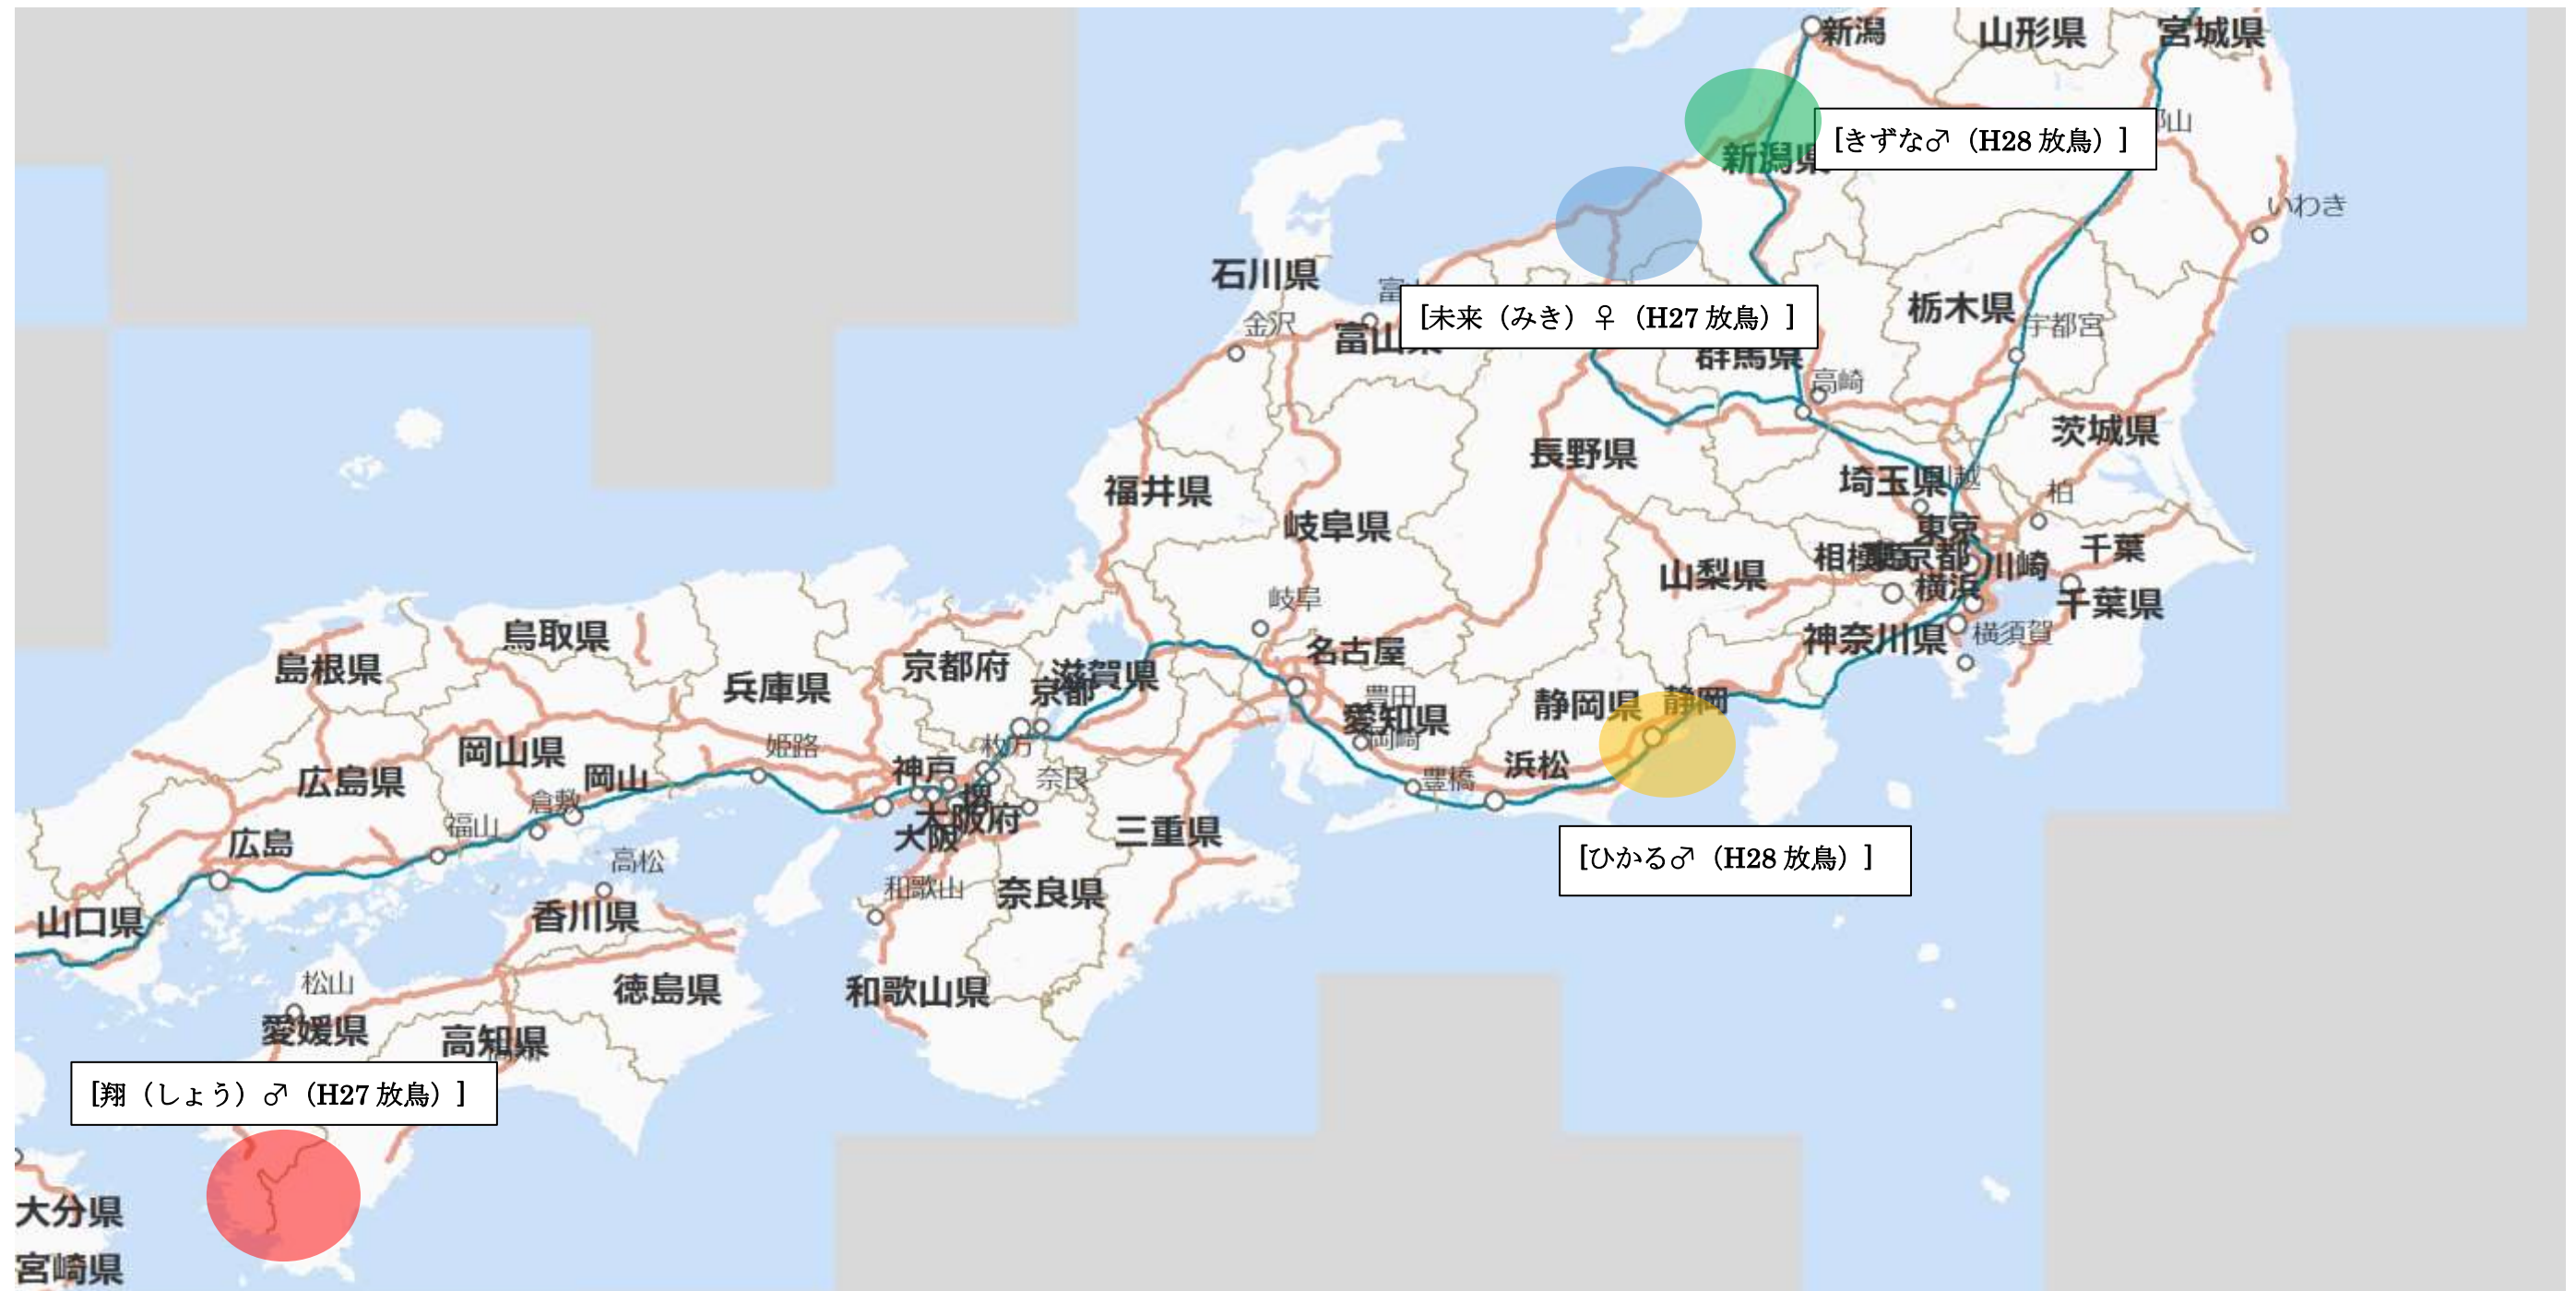 新潟
山形県
宮城県
[きずな♂（H28 放鳥）]
山
新潟県
いわき
石川県
金沢
[未来（みき）♀（H27 放鳥）]
栃木県
宇都宮
群馬県
高崎
茨城県
長野県
埼玉県
柏
福井県
岐阜県
東京
千葉
山梨県
川崎
横浜
千葉県
岐阜
神奈川県
横須賀
名古屋
鳥取県
島根県
京都府
滋賀県
京都
兵庫県
豊田
愛知県
岡崎
静岡県
静岡
岡山県
姫路
枚方
浜松
豊橋
広島県
岡山
倉敷
神戸
奈良
堺
大阪府
大阪
福山
広島
三重県
[ひかる♂（H28 放鳥）]
高松
和歌山
奈良県
香川県
山口県
松山
徳島県
和歌山県
愛媛県
高知県
[翔（しょう）♂（H27 放鳥）]
大分県
宮崎県